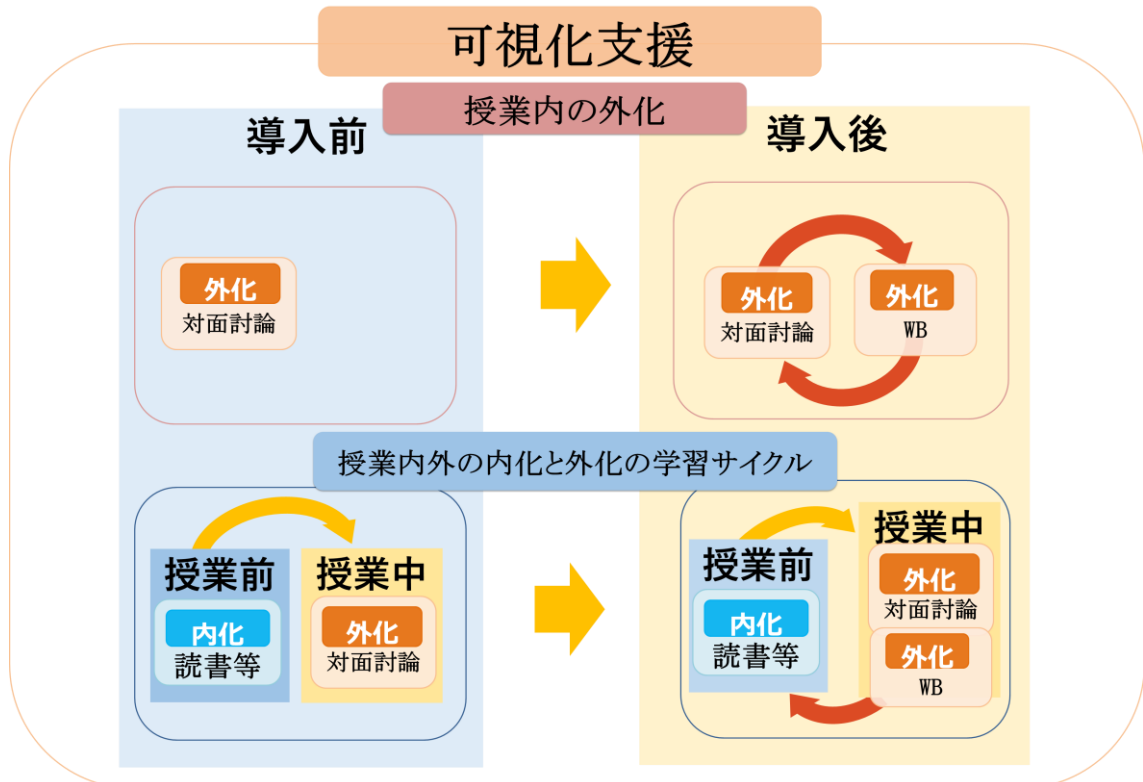 可視化支援
授業内の外化
導入前
導入後
外化
対面討論
外化
対面討論
外化
WB
授業内外の内化と外化の学習サイクル
授業前
内化
読書等
授業中
外化
対面討論
授業前
内化
読書等
授業中
外化
対面討論
外化
WB